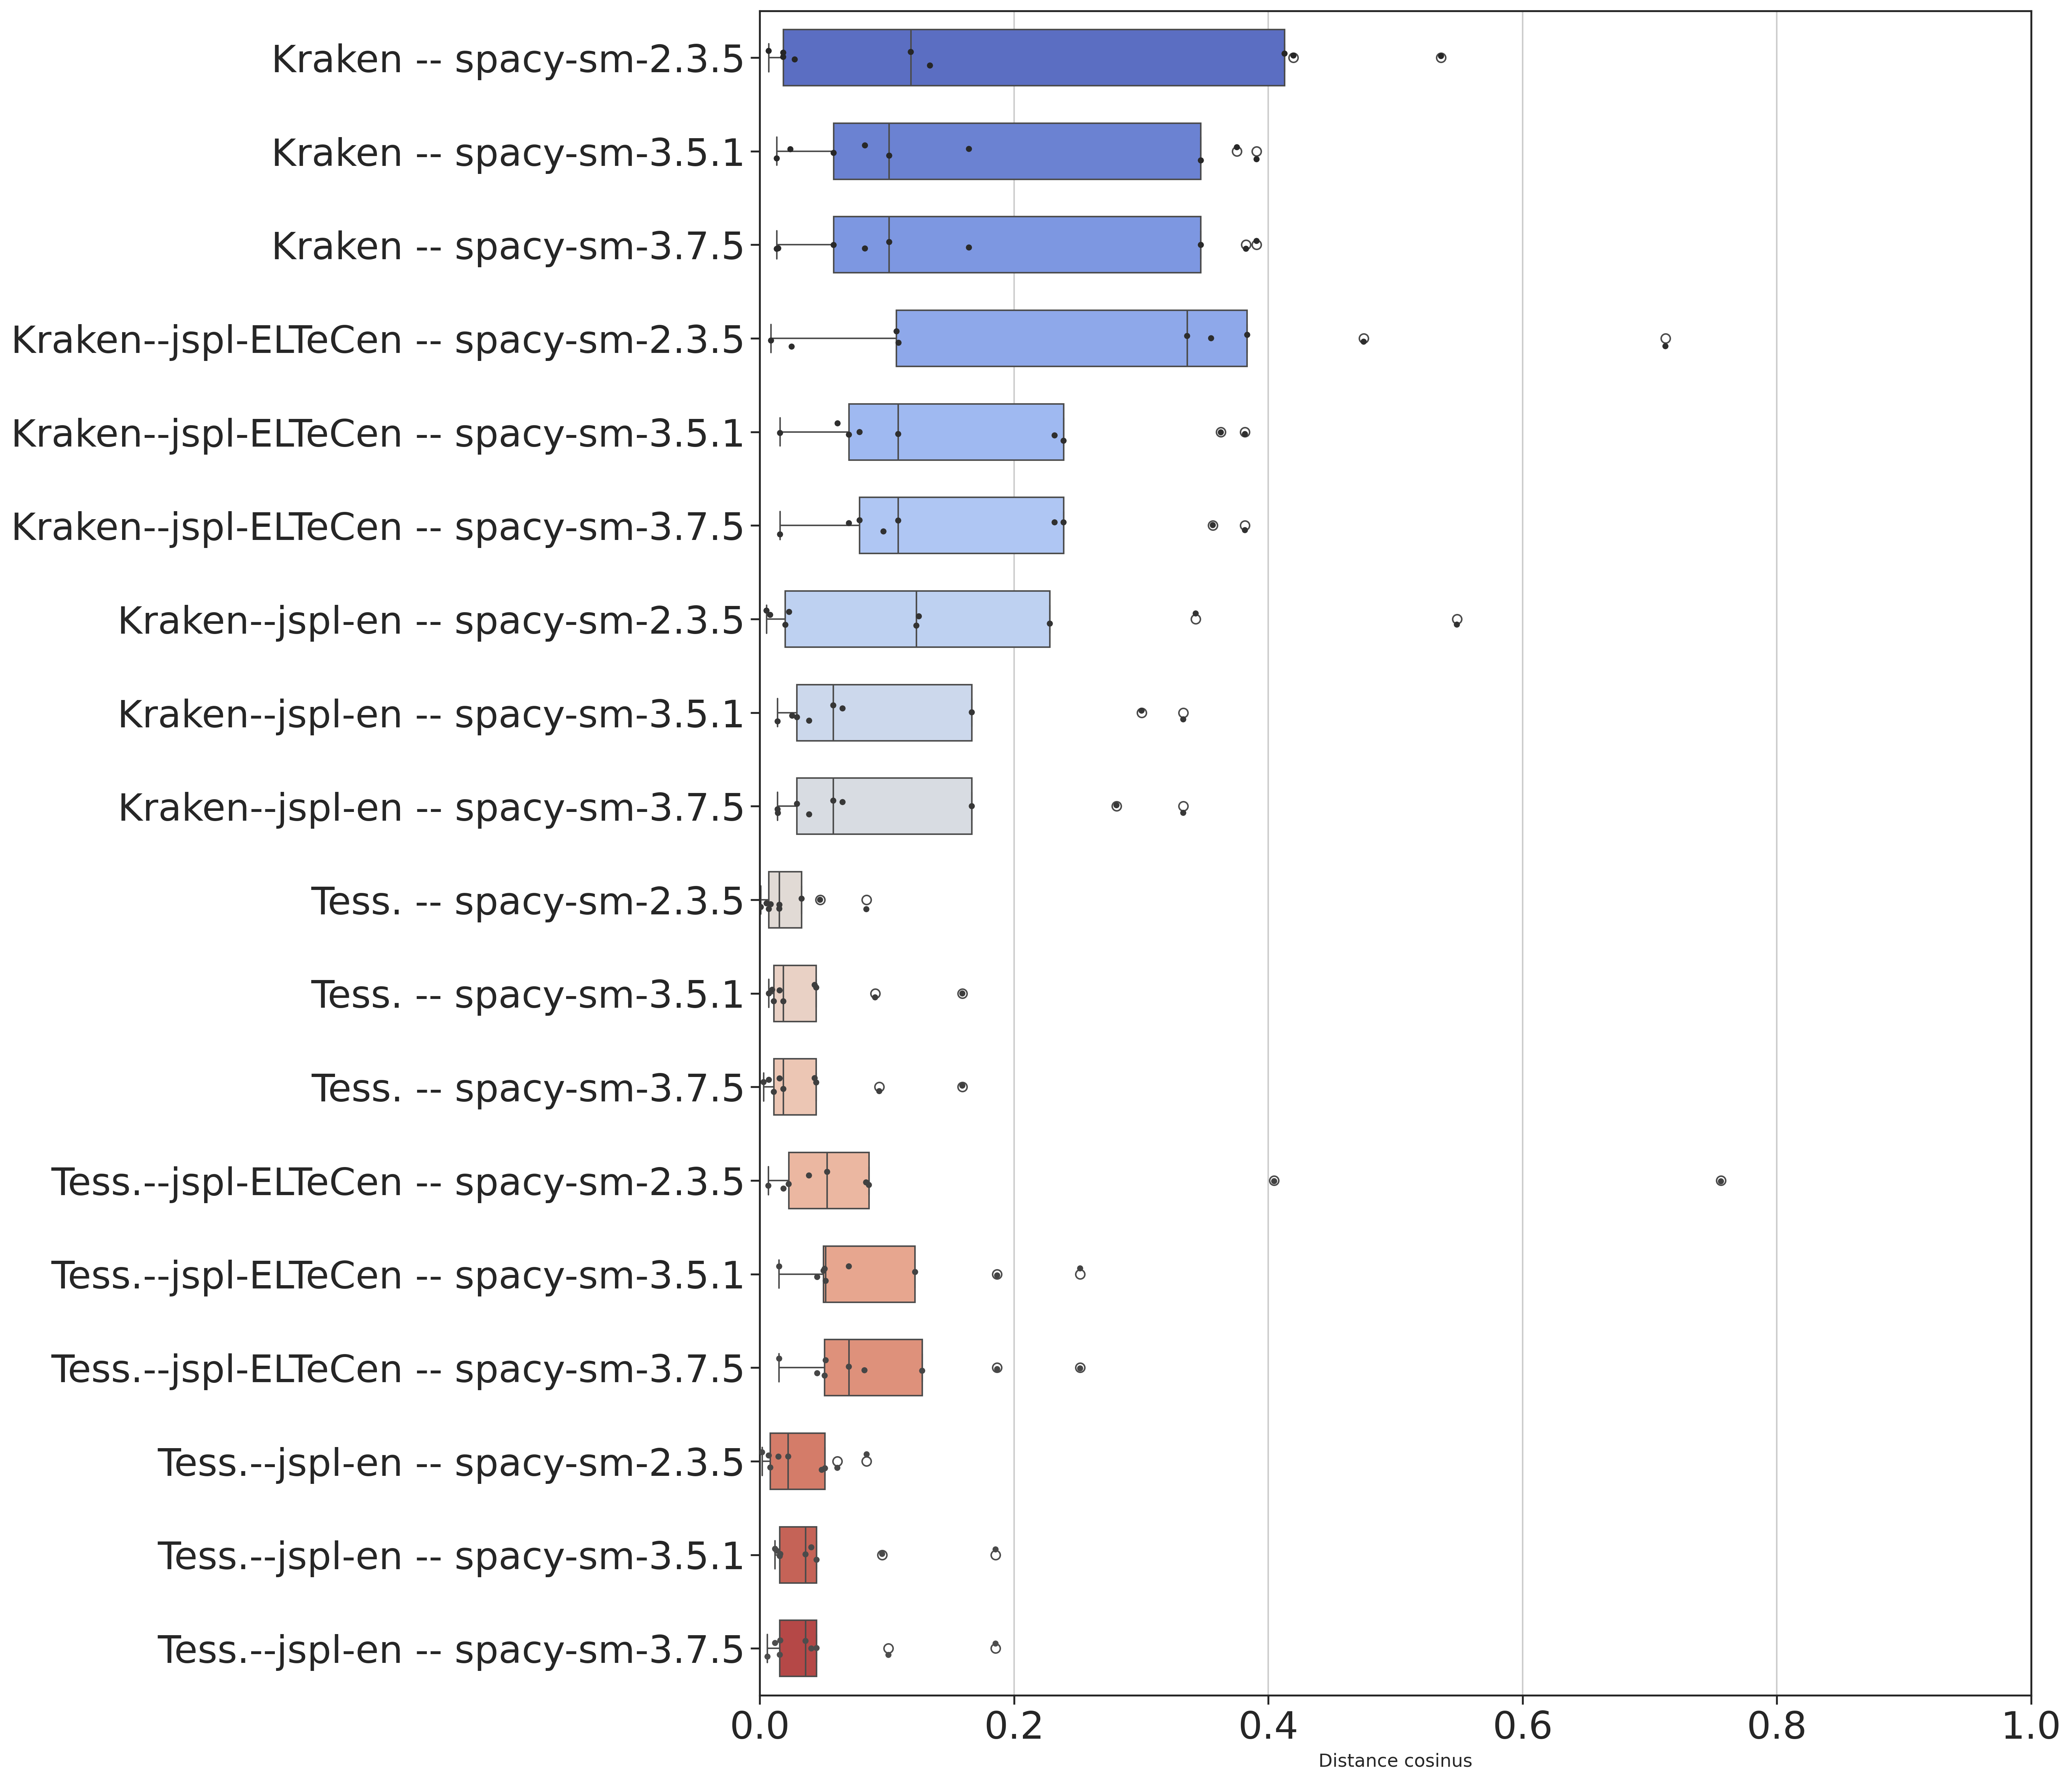 Kraken -- spacy-sm-2.3.5
Kraken -- spacy-sm-3.5.1
Kraken -- spacy-sm-3.7.5
Kraken--jspl-ELTeCen -- spacy-sm-2.3.5
Kraken--jspl-ELTeCen -- spacy-sm-3.5.1
Kraken--jspl-ELTeCen -- spacy-sm-3.7.5
Kraken--jspl-en -- spacy-sm-2.3.5
Kraken--jspl-en -- spacy-sm-3.5.1
Kraken--jspl-en -- spacy-sm-3.7.5
Tess. -- spacy-sm-2.3.5
Tess. -- spacy-sm-3.5.1
Tess. -- spacy-sm-3.7.5
Tess.--jspl-ELTeCen -- spacy-sm-2.3.5
Tess.--jspl-ELTeCen -- spacy-sm-3.5.1
Tess.--jspl-ELTeCen -- spacy-sm-3.7.5
Tess.--jspl-en -- spacy-sm-2.3.5
Tess.--jspl-en -- spacy-sm-3.5.1
Tess.--jspl-en -- spacy-sm-3.7.5
0.0 0.2 0.4 0.6 0.8 1.0
Distance cosinus